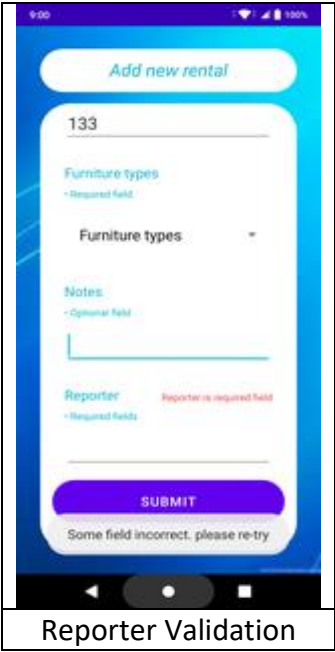 9:00
100%
Add new rental
133
Furniture types
- Required field
Furniture types
Notes
- Optional field
Reporter
Reporter is required field
- Required fields
SUBMIT
Some field incorrect. please re-try
Reporter Validation